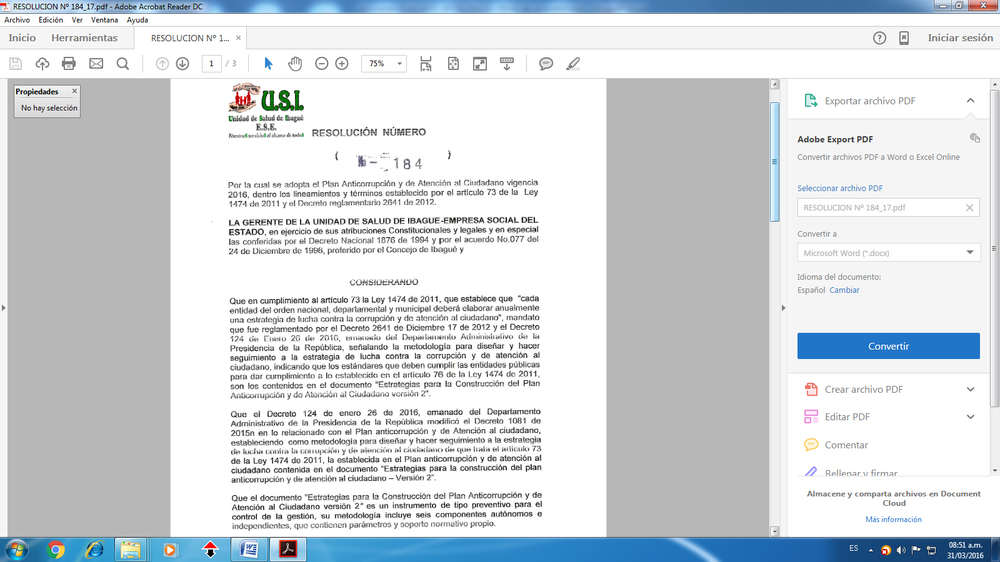 RESOLUCION Nº 184_17.pdf - Adobe Acrobat Reader DC
Archivo Edición Ver Ventana Ayuda
Inicio Herramientas RESOLUCION Nº 1... × Iniciar sesión
1 / 3 75%
Propiedades ×
No hay selección
U.S.I.
Unidad de Salud de Ibagué
E.S.E.
NuestroS servicioS al alcance de todoS
RESOLUCIÓN NÚMERO
( No - 184 )
Por la cual se adopta el Plan Anticorrupción y de Atención al Ciudadano vigencia
2016, dentro los lineamientos y términos establecido por el artículo 73 de la Ley
1474 de 2011 y el Decreto reglamentario 2641 de 2012.
LA GERENTE DE LA UNIDAD DE SALUD DE IBAGUE-EMPRESA SOCIAL DEL
ESTADO, en ejercicio de sus atribuciones Constitucionales y legales y en especial
las conferidas por el Decreto Nacional 1876 de 1994 y por el acuerdo No.077 del
24 de Diciembre de 1996, proferido por el Concejo de Ibagué y
CONSIDERANDO
Que en cumplimiento al artículo 73 la Ley 1474 de 2011, que establece que "cada
entidad del orden nacional, departamental y municipal deberá elaborar anualmente
una estrategia de lucha contra la corrupción y de atención al ciudadano", mandato
que fue reglamentado por el Decreto 2641 de Diciembre 17 de 2012 y el Decreto
124 de Enero 26 de 2016, emanado del Departamento Administrativo de la
Presidencia de la República, señalando la metodología para diseñar y hacer
seguimiento a la estrategia de lucha contra la corrupción y de atención al
ciudadano, indicando que los estándares que deben cumplir las entidades públicas
para dar cumplimiento a lo establecido en el artículo 76 de la Ley 1474 de 2011,
son los contenidos en el documento "Estrategias para la Construcción del Plan
Anticorrupción y de Atención al Ciudadano versión 2".
Que el Decreto 124 de enero 26 de 2016, emanado del Departamento
Administrativo de la Presidencia de la República modificó el Decreto 1081 de
2015n en lo relacionado con el Plan anticorrupción y de Atención al ciudadano,
estableciendo como metodología para diseñar y hacer seguimiento a la estrategia
de lucha contra la corrupción y de atención al ciudadano de que trata el artículo 73
de la Ley 1474 de 2011, la establecida en el Plan anticorrupción y de atención al
ciudadano contenida en el documento "Estrategias para la construcción del plan
anticorrupción y de atención al ciudadano – Versión 2".
Que el documento "Estrategias para la Construcción del Plan Anticorrupción y de
Atención al Ciudadano versión 2" es un instrumento de tipo preventivo para el
control de la gestión, su metodología incluye seis componentes autónomos e
independientes, que contienen parámetros y soporte normativo propio.
Exportar archivo PDF
Adobe Export PDF
Convertir archivos PDF a Word o Excel Online
Seleccionar archivo PDF
RESOLUCION Nº 184_17.pdf
Convertir a
Microsoft Word (*.docx)
Idioma del documento:
Español Cambiar
Convertir
Crear archivo PDF
Editar PDF
Comentar
Rellenar y firmar
Almacene y comparta archivos en Document
Cloud
Más información
ES 08:51 a.m.
31/03/2016